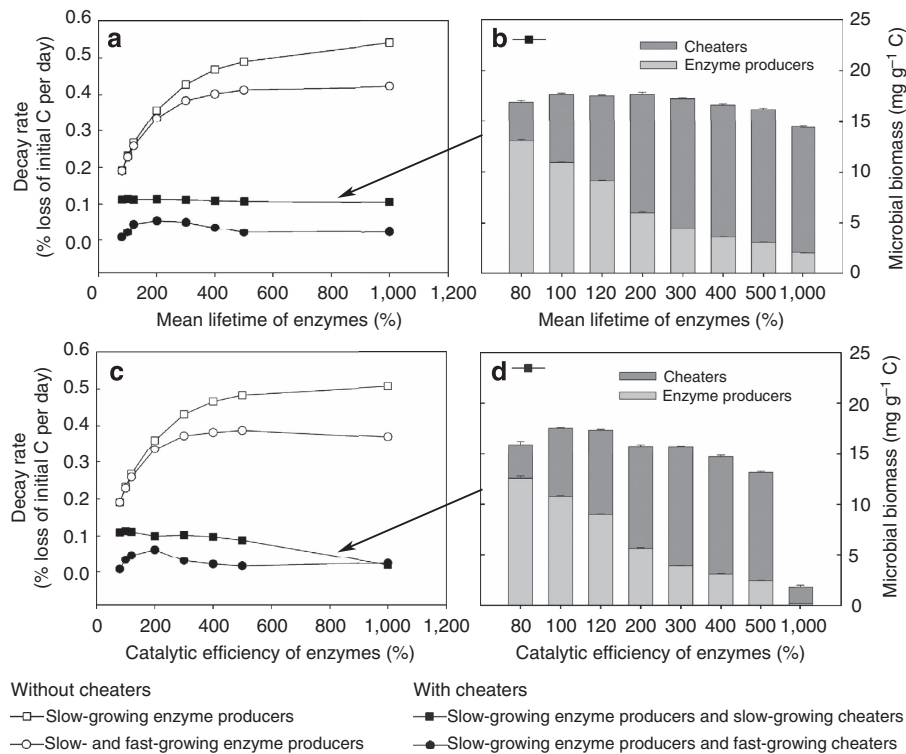 a
0.6
0.5
0.4
0.3
0.2
0.1
0.0
Decay rate
(% loss of initial C per day)
0 200 400 600 800 1,000 1,200
Mean lifetime of enzymes (%)
b
Cheaters
Enzyme producers
25
20
15
10
5
0
Microbial biomass (mg g⁻¹ C)
80 100 120 200 300 400 500 1,000
Mean lifetime of enzymes (%)
c
0.6
0.5
0.4
0.3
0.2
0.1
0.0
Decay rate
(% loss of initial C per day)
0 200 400 600 800 1,000 1,200
Catalytic efficiency of enzymes (%)
d
Cheaters
Enzyme producers
25
20
15
10
5
0
Microbial biomass (mg g⁻¹ C)
80 100 120 200 300 400 500 1,000
Catalytic efficiency of enzymes (%)
Without cheaters
Slow-growing enzyme producers
Slow- and fast-growing enzyme producers
With cheaters
Slow-growing enzyme producers and slow-growing cheaters
Slow-growing enzyme producers and fast-growing cheaters